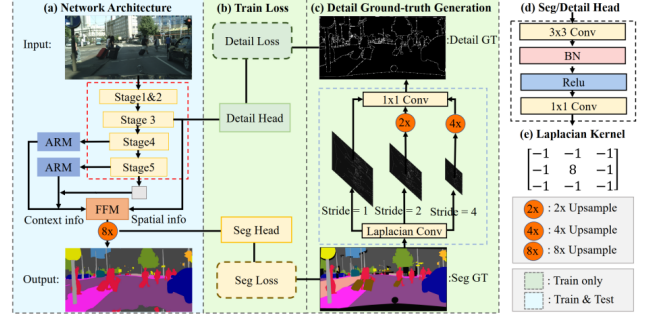 (a) Network Architecture
Input:
Stage1&2
Stage 3
ARM
Stage4
ARM
Stage5
Context info
FFM
Spatial info
8x
Output:
(b) Train Loss
Detail Loss
Detail Head
Seg Head
Seg Loss
(c) Detail Ground-truth Generation
:Detail GT
1x1 Conv
2x
4x
Stride = 1
Stride = 2
Stride = 4
Laplacian Conv
:Seg GT
(d) Seg/Detail Head
3x3 Conv
BN
Relu
1x1 Conv
(e) Laplacian Kernel
-1 -1 -1
-1 8 -1
-1 -1 -1
2x : 2x Upsample
4x : 4x Upsample
8x : 8x Upsample
: Train only
: Train & Test